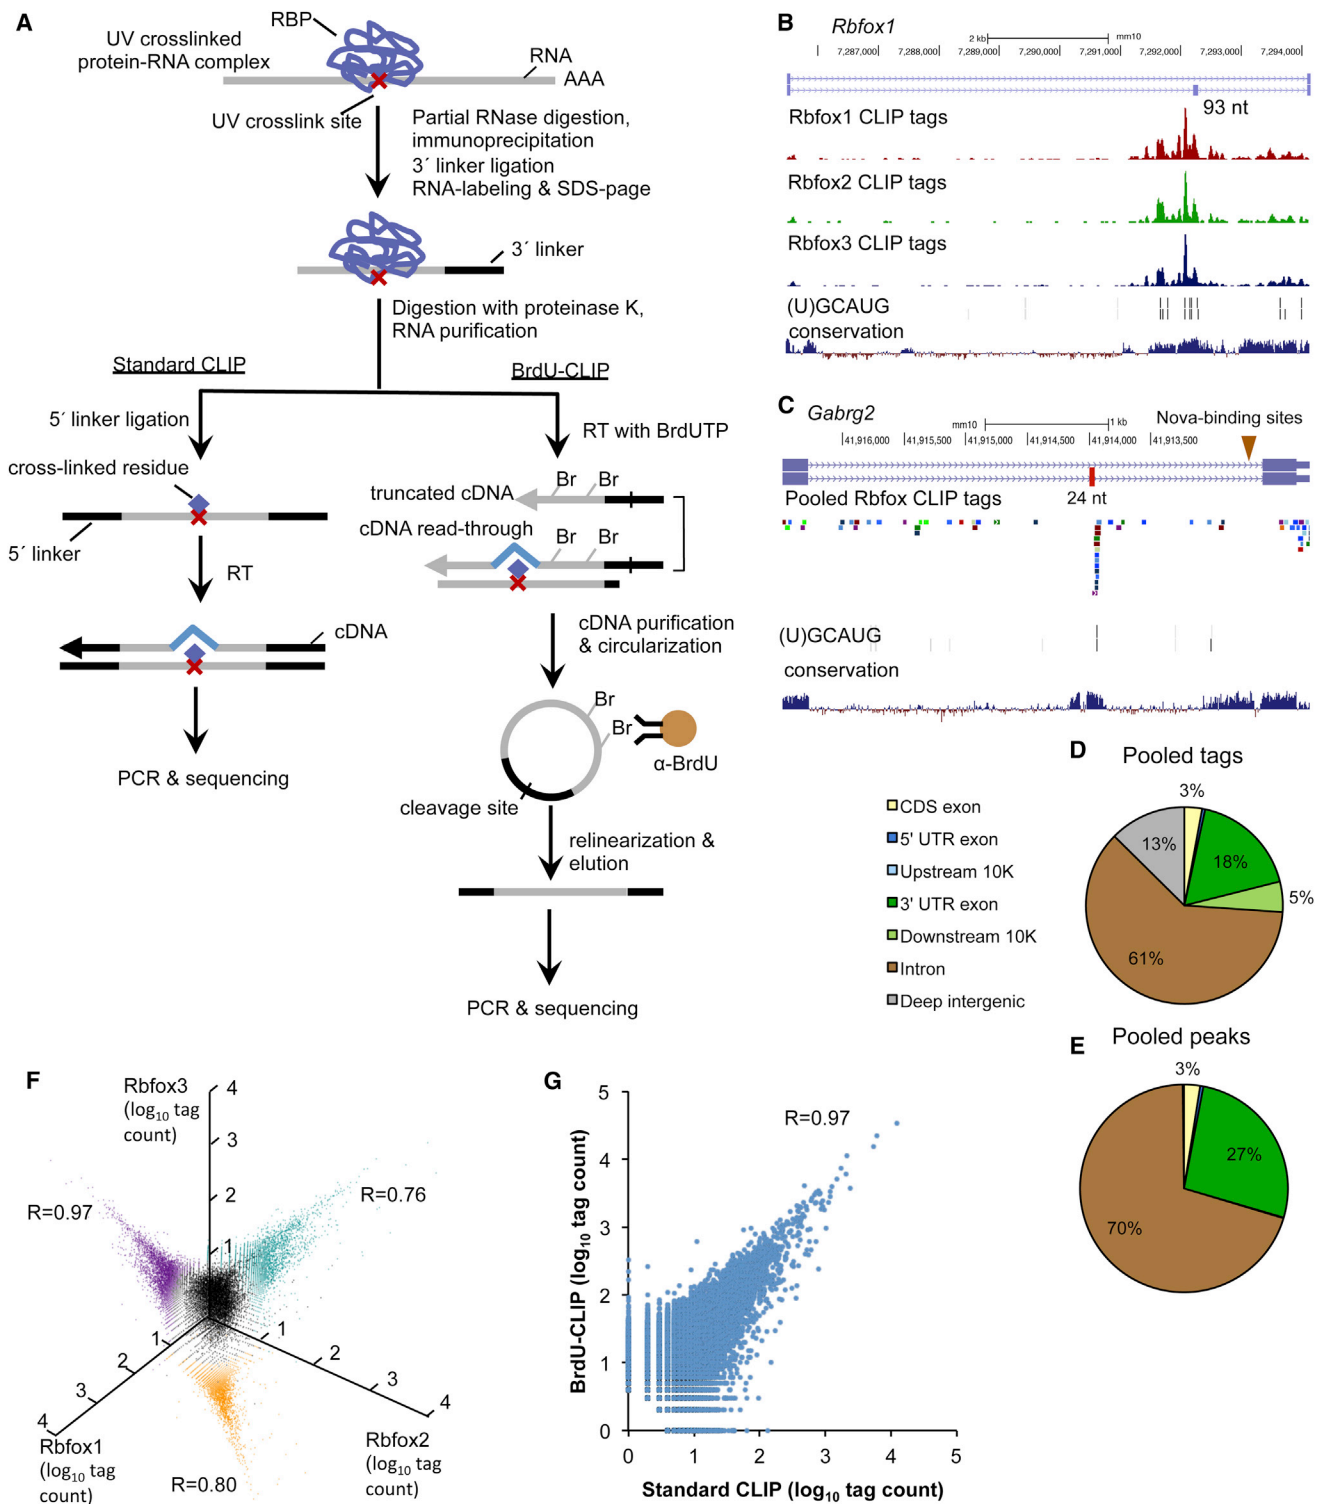 A
RBP
UV crosslinked
protein-RNA complex
RNA
AAA
UV crosslink site
Partial RNase digestion,
immunoprecipitation
3´ linker ligation
RNA-labeling & SDS-page
3´ linker
Digestion with proteinase K,
RNA purification
Standard CLIP
BrdU-CLIP
5´ linker ligation
RT with BrdUTP
cross-linked residue
truncated cDNA
Br
Br
cDNA read-through
Br
Br
5´ linker
RT
cDNA
cDNA purification
& circularization
Br
Br
α-BrdU
PCR & sequencing
cleavage site
relinearization &
elution
PCR & sequencing
B
Rbfox1
2 kb
mm10
7,287,000
7,288,000
7,289,000
7,290,000
7,291,000
7,292,000
7,293,000
7,294,000
93 nt
Rbfox1 CLIP tags
Rbfox2 CLIP tags
Rbfox3 CLIP tags
(U)GCAUG
conservation
C
Gabrg2
mm10
1 kb
Nova-binding sites
41,916,000
41,915,500
41,915,000
41,914,500
41,914,000
41,913,500
Pooled Rbfox CLIP tags
24 nt
(U)GCAUG
conservation
D
Pooled tags
3%
18%
5%
61%
13%
CDS exon
5' UTR exon
Upstream 10K
3' UTR exon
Downstream 10K
Intron
Deep intergenic
E
Pooled peaks
3%
27%
70%
F
Rbfox3
(log10 tag
count)
4
3
2
1
R=0.97
R=0.76
1
2
3
4
1
2
3
4
Rbfox1
(log10 tag
count)
R=0.80
Rbfox2
(log10 tag
count)
G
5
4
3
2
1
0
R=0.97
BrdU-CLIP (log10 tag count)
0
1
2
3
4
5
Standard CLIP (log10 tag count)